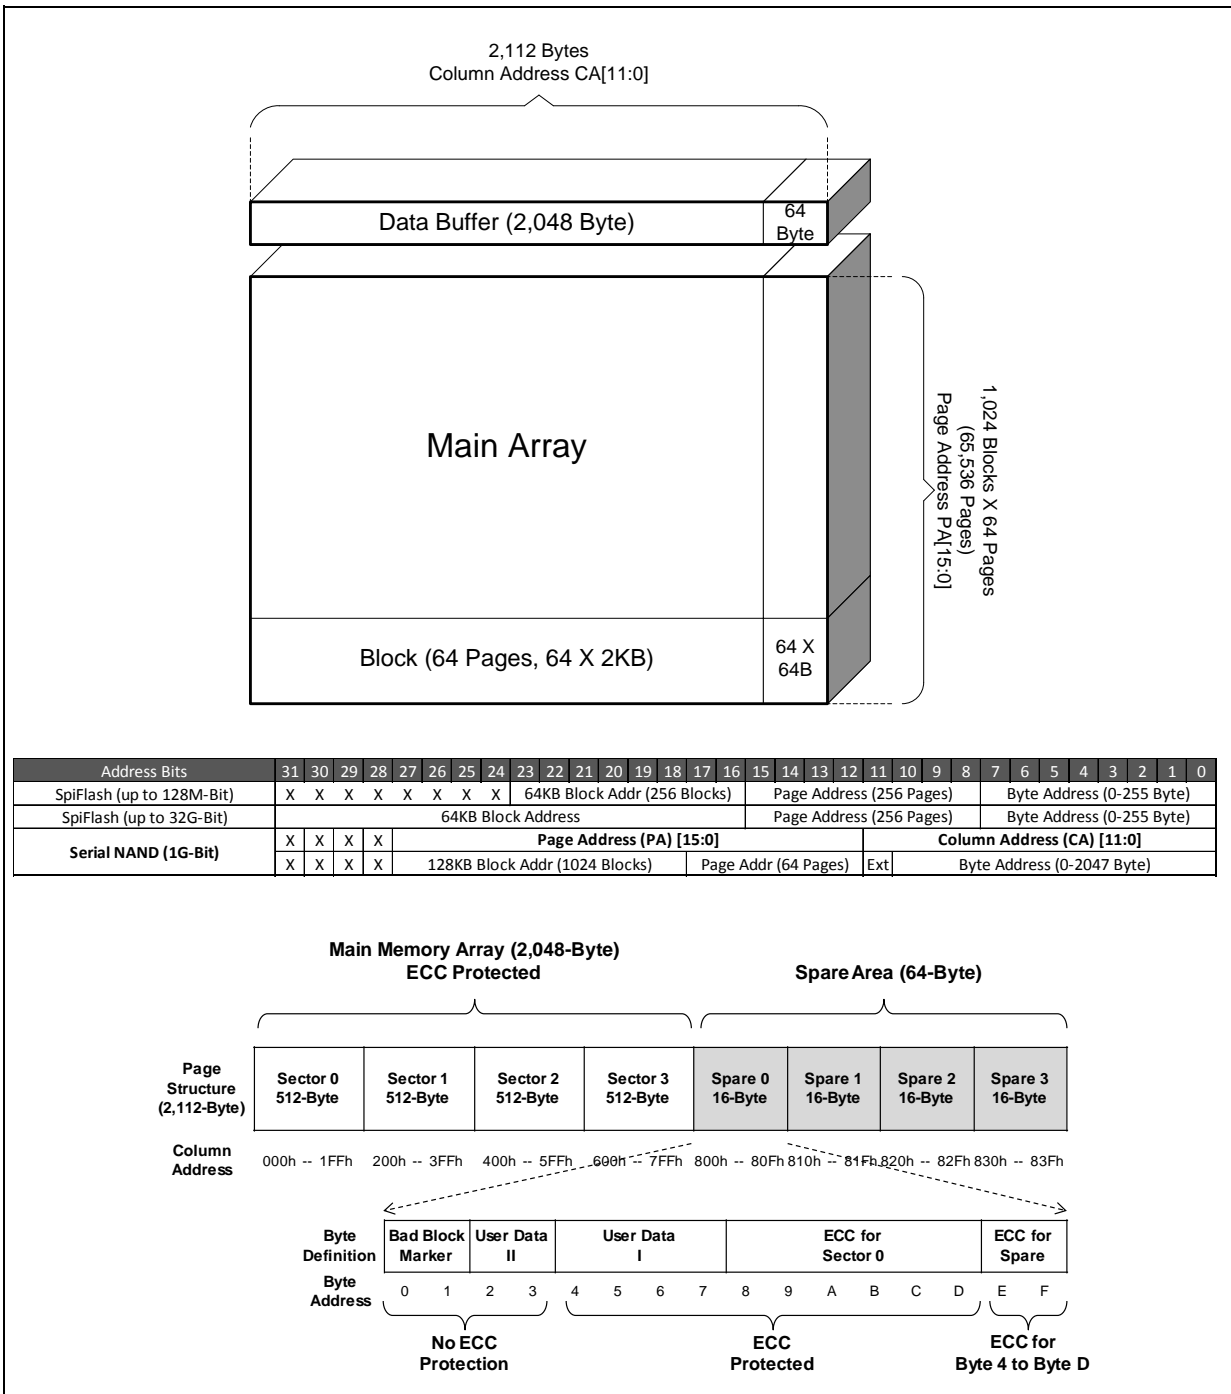 2,112 Bytes
Column Address CA[11:0]
Data Buffer (2,048 Byte)
64
Byte
Main Array
1,024 Blocks X 64 Pages
(65,536 Pages)
Page Address PA[15:0]
Block (64 Pages, 64 X 2KB)
64 X
64B
Address Bits 31 30 29 28 27 26 25 24 23 22 21 20 19 18 17 16 15 14 13 12 11 10 9 8 7 6 5 4 3 2 1 0
SpiFlash (up to 128M-Bit) X X X X X X X X 64KB Block Addr (256 Blocks) Page Address (256 Pages) Byte Address (0-255 Byte)
SpiFlash (up to 32G-Bit) 64KB Block Address Page Address (256 Pages) Byte Address (0-255 Byte)
Serial NAND (1G-Bit)
X X X X Page Address (PA) [15:0] Column Address (CA) [11:0]
X X X X 128KB Block Addr (1024 Blocks) Page Addr (64 Pages) Ext Byte Address (0-2047 Byte)
Main Memory Array (2,048-Byte)
ECC Protected
Spare Area (64-Byte)
Page
Structure
(2,112-Byte)
Sector 0
512-Byte
Sector 1
512-Byte
Sector 2
512-Byte
Sector 3
512-Byte
Spare 0
16-Byte
Spare 1
16-Byte
Spare 2
16-Byte
Spare 3
16-Byte
Column
Address
000h -- 1FFh 200h -- 3FFh 400h -- 5FFh 600h -- 7FFh 800h -- 80Fh 810h -- 81Fh 820h -- 82Fh 830h -- 83Fh
Byte
Definition
Bad Block
Marker
User Data
II
User Data
I
ECC for
Sector 0
ECC for
Spare
Byte
Address
0 1 2 3 4 5 6 7 8 9 A B C D E F
No ECC
Protection
ECC
Protected
ECC for
Byte 4 to Byte D